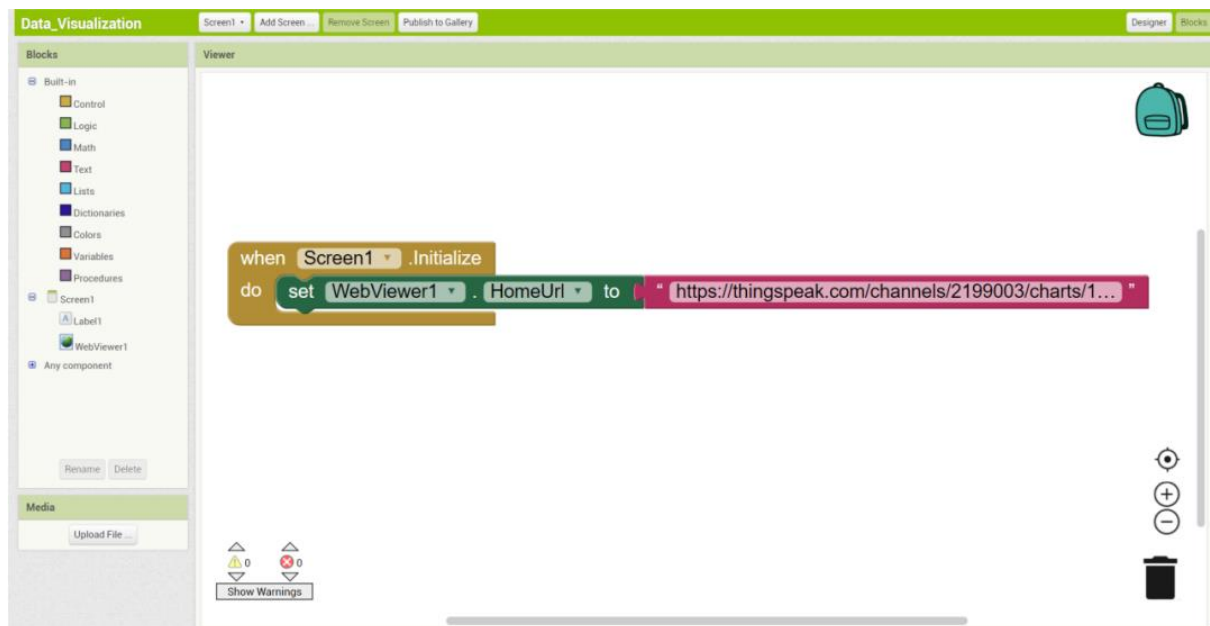 Data_Visualization
Screen1 Add Screen ... Remove Screen Publish to Gallery
Designer Blocks
Blocks
Built-in
Control
Logic
Math
Text
Lists
Dictionaries
Colors
Variables
Procedures
Screen1
Label1
WebViewer1
Any component
Rename Delete
Media
Upload File ...
Viewer
when Screen1 .Initialize
do set WebViewer1 . HomeUrl to " https://thingspeak.com/channels/2199003/charts/1... "
0 0
Show Warnings